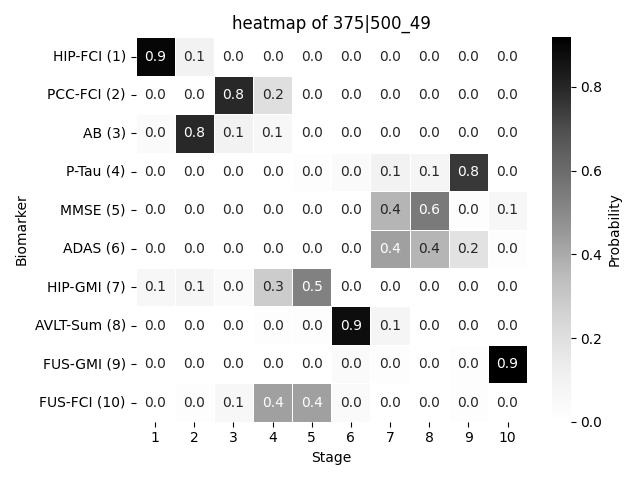 heatmap of 375|500_49
HIP-FCI (1) 0.9 0.1 0.0 0.0 0.0 0.0 0.0 0.0 0.0 0.0
PCC-FCI (2) 0.0 0.0 0.8 0.2 0.0 0.0 0.0 0.0 0.0 0.0
AB (3) 0.0 0.8 0.1 0.1 0.0 0.0 0.0 0.0 0.0 0.0
P-Tau (4) 0.0 0.0 0.0 0.0 0.0 0.0 0.1 0.1 0.8 0.0
MMSE (5) 0.0 0.0 0.0 0.0 0.0 0.0 0.4 0.6 0.0 0.1
ADAS (6) 0.0 0.0 0.0 0.0 0.0 0.0 0.4 0.4 0.2 0.0
HIP-GMI (7) 0.1 0.1 0.0 0.3 0.5 0.0 0.0 0.0 0.0 0.0
AVLT-Sum (8) 0.0 0.0 0.0 0.0 0.0 0.9 0.1 0.0 0.0 0.0
FUS-GMI (9) 0.0 0.0 0.0 0.0 0.0 0.0 0.0 0.0 0.0 0.9
FUS-FCI (10) 0.0 0.0 0.1 0.4 0.4 0.0 0.0 0.0 0.0 0.0
1 2 3 4 5 6 7 8 9 10
Stage
Biomarker
0.8
0.6
0.4
0.2
0.0
Probability